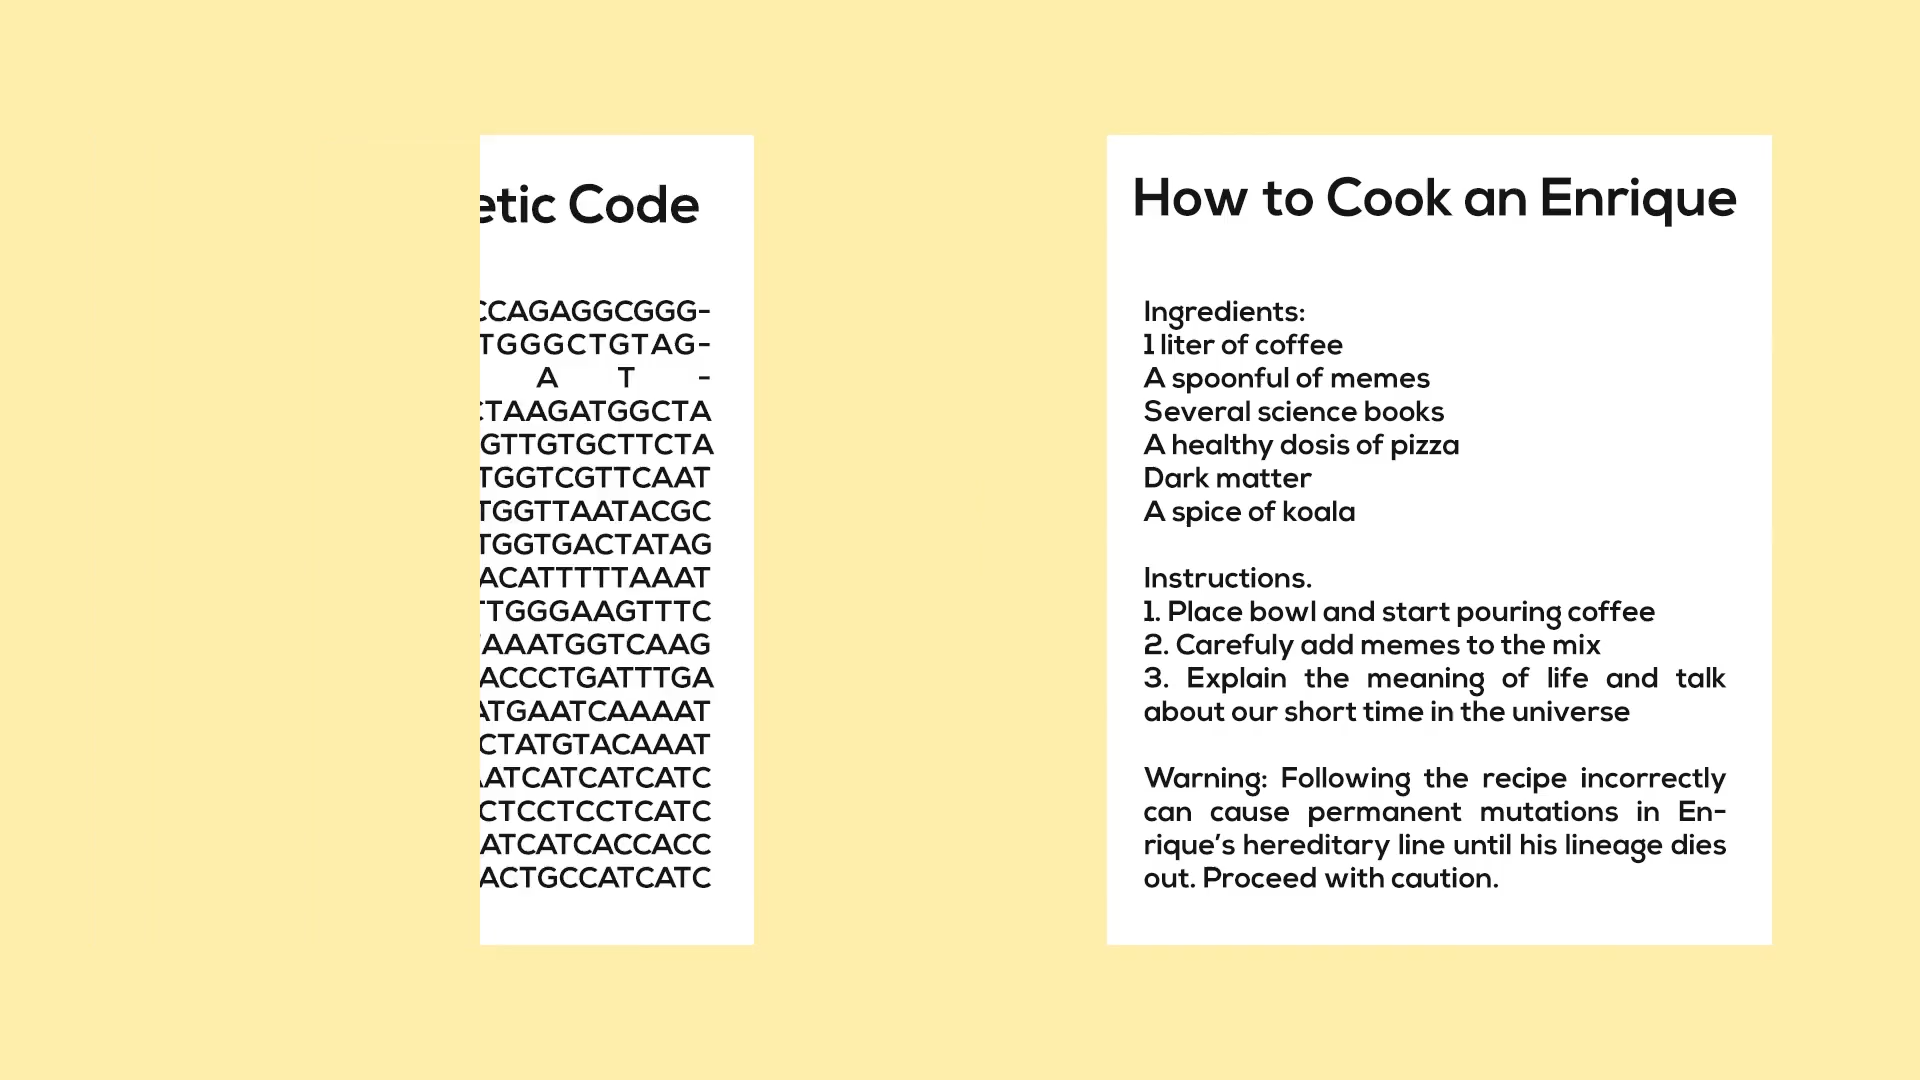 etic Code
CCAGAGGCGGG-
TGGGCTGTAG-
A T -
CTAAGATGGCTA
GTTGTGCTTCTA
TGGTCGTTCAAT
TGGTTAATACGC
TGGTGACTATAG
ACATTTTTAAAT
TTGGGAAGTTTC
AAATGGTCAAG
ACCCTGATTTGA
ATGAATCAAAAT
CTATGTACAAAT
AATCATCATCATC
CTCCTCCTCATC
ATCATCACCACC
ACTGCCATCATC
How to Cook an Enrique
Ingredients:
1 liter of coffee
A spoonful of memes
Several science books
A healthy dosis of pizza
Dark matter
A spice of koala
Instructions.
1. Place bowl and start pouring coffee
2. Carefuly add memes to the mix
3. Explain the meaning of life and talk
about our short time in the universe
Warning: Following the recipe incorrectly
can cause permanent mutations in En-
rique’s hereditary line until his lineage dies
out. Proceed with caution.